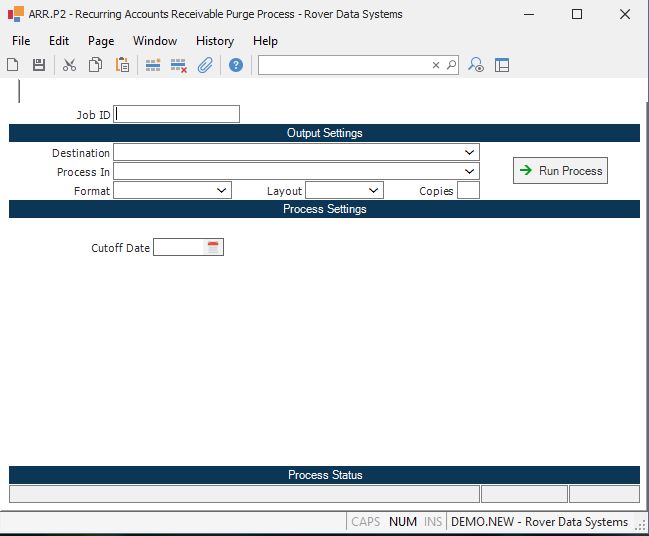 ARR.P2 - Recurring Accounts Receivable Purge Process - Rover Data Systems
File Edit Page Window History Help
Job ID
Output Settings
Destination
Process In
Run Process
Format Layout Copies
Process Settings
Cutoff Date
Process Status
CAPS NUM INS DEMO.NEW - Rover Data Systems